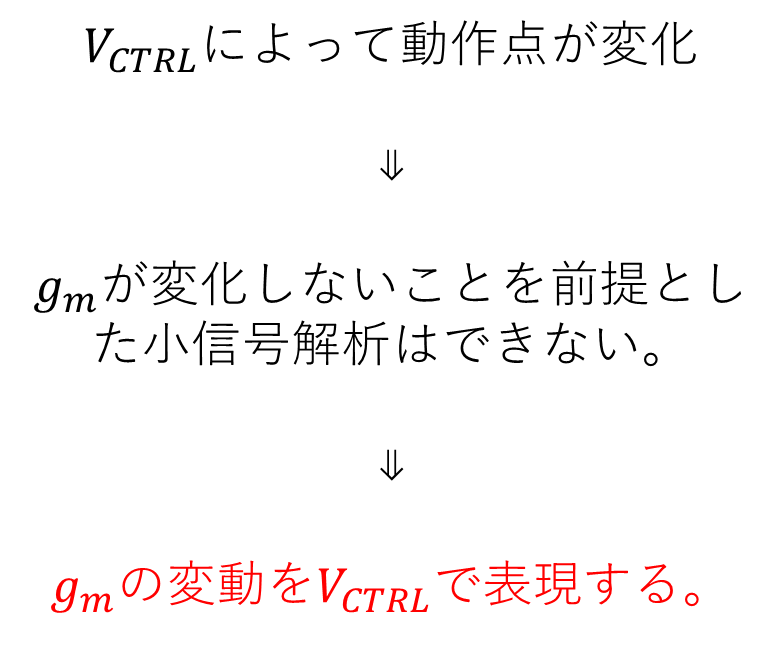 V_CTRLによって動作点が変化
⇓
g_mが変化しないことを前提とし
た小信号解析はできない。
⇓
g_mの変動をV_CTRLで表現する。